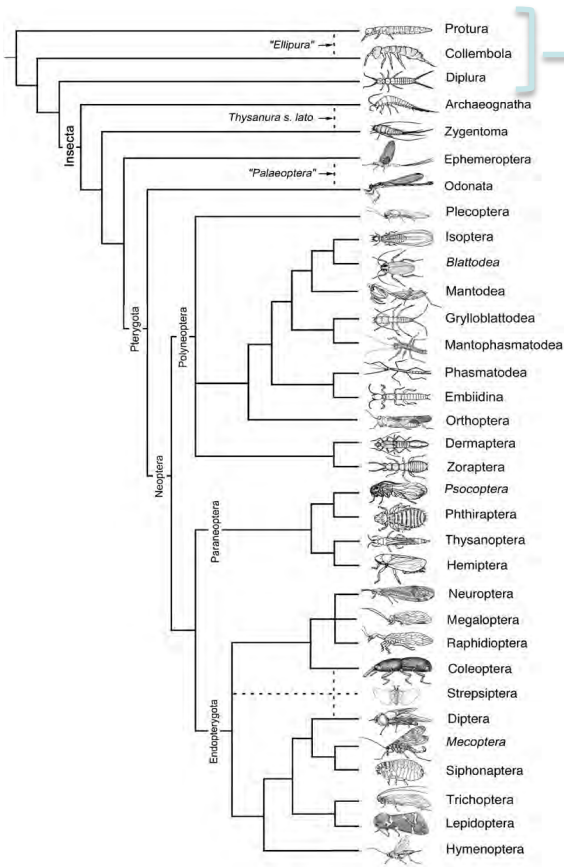 Protura
"Ellipura"
Collembola
Diplura
Archaeognatha
Thysanura s. lato
Insecta
Zygentoma
Ephemeroptera
"Palaeoptera"
Odonata
Plecoptera
Isoptera
Blattodea
Mantodea
Pterygota
Polyneoptera
Grylloblattodea
Mantophasmatodea
Phasmatodea
Embiidina
Orthoptera
Dermaptera
Zoraptera
Neoptera
Psocoptera
Paraneoptera
Phthiraptera
Thysanoptera
Hemiptera
Neuroptera
Megaloptera
Raphidioptera
Coleoptera
Strepsiptera
Endopterygota
Diptera
Mecoptera
Siphonaptera
Trichoptera
Lepidoptera
Hymenoptera